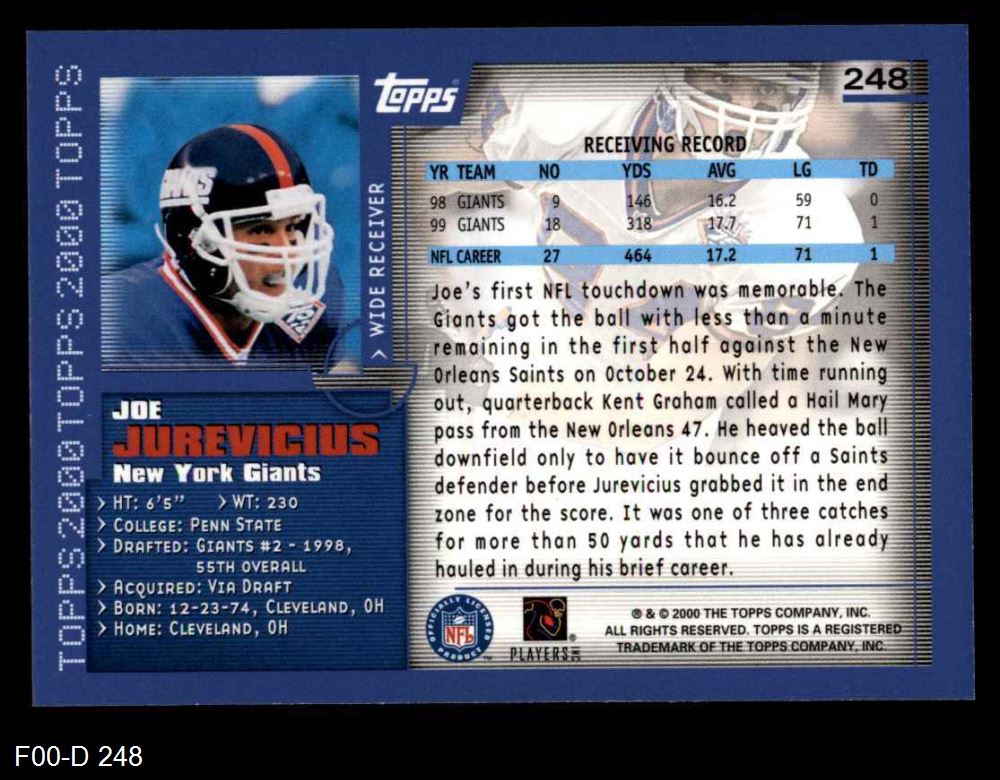 TOPPS 2000 TOPPS 2000 TOPPS 2000 TOPPS
GIANTS
Topps
> WIDE RECEIVER
248
RECEIVING RECORD
YR TEAM NO YDS AVG LG TD
98 GIANTS 9 146 16.2 59 0
99 GIANTS 18 318 17.7 71 1
NFL CAREER 27 464 17.2 71 1
Joe's first NFL touchdown was memorable. The
Giants got the ball with less than a minute
remaining in the first half against the New
Orleans Saints on October 24. With time running
out, quarterback Kent Graham called a Hail Mary
pass from the New Orleans 47. He heaved the ball
downfield only to have it bounce off a Saints
defender before Jurevicius grabbed it in the end
zone for the score. It was one of three catches
for more than 50 yards that he has already
hauled in during his brief career.
JOE
JUREVICIUS
New York Giants
> HT: 6'5" > WT: 230
> COLLEGE: PENN STATE
> DRAFTED: GIANTS #2 - 1998,
55TH OVERALL
> ACQUIRED: VIA DRAFT
> BORN: 12-23-74, CLEVELAND, OH
> HOME: CLEVELAND, OH
OFFICIALLY LICENSED PRODUCT
NFL
™
PLAYERS INC
®
® & © 2000 THE TOPPS COMPANY, INC.
ALL RIGHTS RESERVED. TOPPS IS A REGISTERED
TRADEMARK OF THE TOPPS COMPANY, INC.
F00-D 248